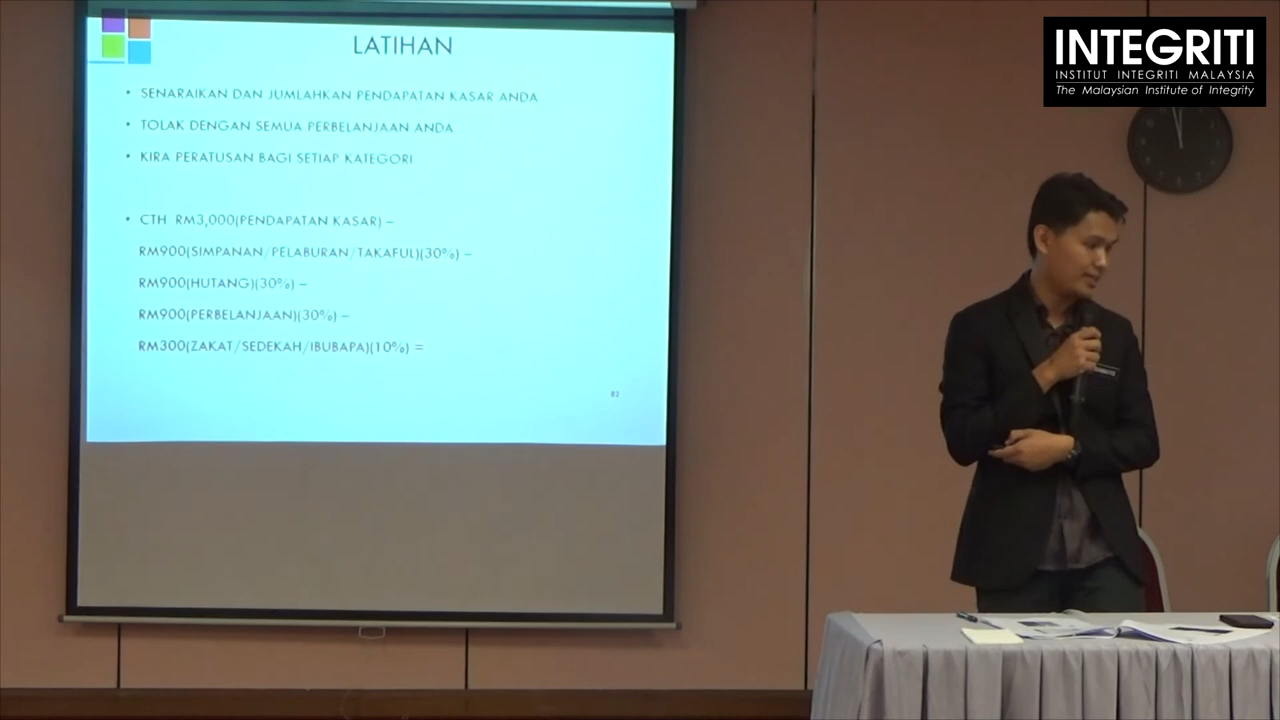 INTEGRITI
INSTITUT INTEGRITI MALAYSIA
The Malaysian Institute of Integrity
LATIHAN
• SENARAIKAN DAN JUMLAHKAN PENDAPATAN KASAR ANDA
• TOLAK DENGAN SEMUA PERBELANJAAN ANDA
• KIRA PERATUSAN BAGI SETIAP KATEGORI
• CTH RM3,000(PENDAPATAN KASAR) –
RM900(SIMPANAN/PELABURAN/TAKAFUL)(30%) –
RM900(HUTANG)(30%) –
RM900(PERBELANJAAN)(30%) –
RM300(ZAKAT/SEDEKAH/IBUBAPA)(10%) =
82